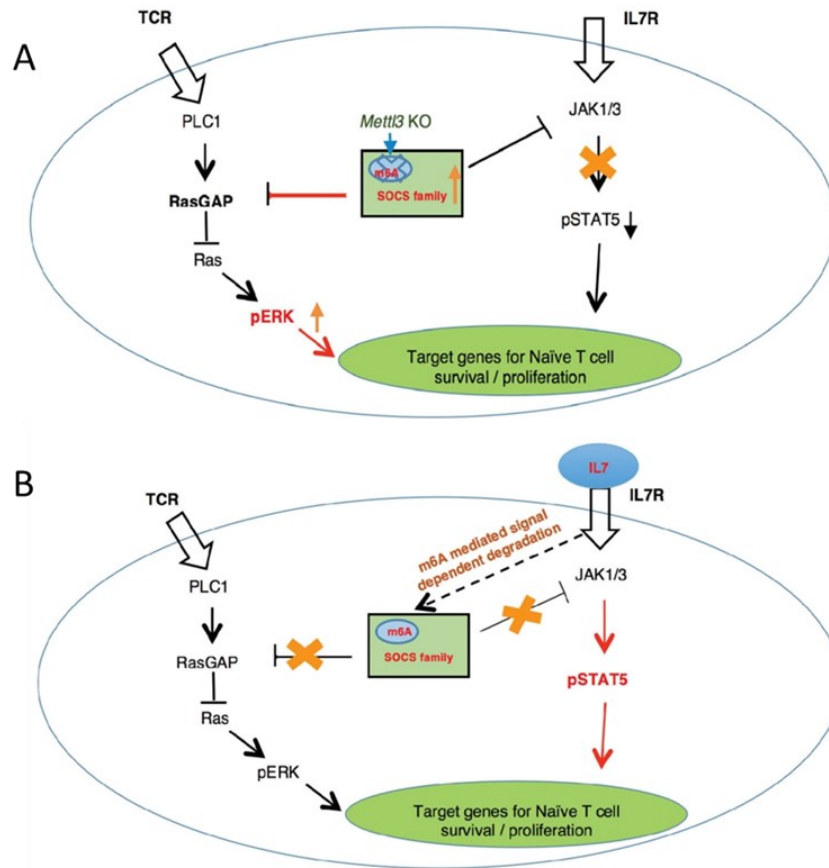 A
TCR
IL7R
PLC1
Mettl3 KO
JAK1/3
m6A
SOCS family
RasGAP
pSTAT5
Ras
pERK
Target genes for Naïve T cell
survival / proliferation
B
IL7
TCR
IL7R
m6A mediated signal
dependent degradation
PLC1
JAK1/3
m6A
SOCS family
RasGAP
pSTAT5
Ras
pERK
Target genes for Naïve T cell
survival / proliferation